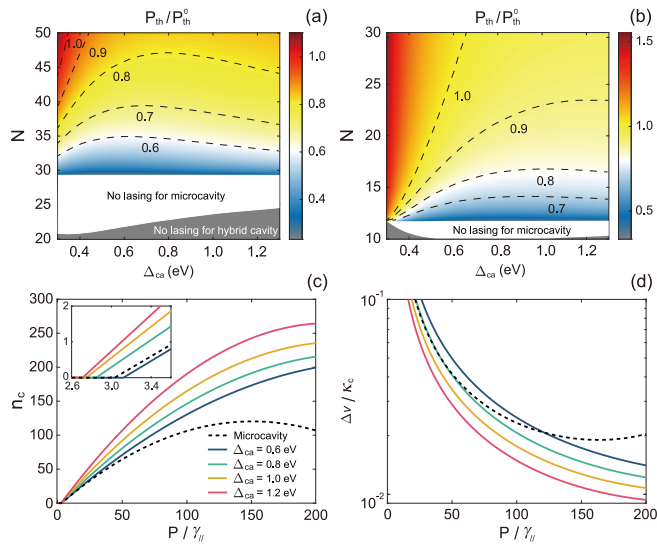 P_th / P_th^0 (a)
50
45
40
35
30
25
20
N
1.0
0.9
0.8
0.7
0.6
No lasing for microcavity
No lasing for hybrid cavity
0.4 0.6 0.8 1.0 1.2
Δ_ca (eV)
1.0
0.8
0.6
0.4
P_th / P_th^0 (b)
30
25
20
15
10
N
1.0
0.9
0.8
0.7
No lasing for microcavity
0.4 0.6 0.8 1.0 1.2
Δ_ca (eV)
1.5
1.0
0.5
(c)
300
250
200
150
100
50
0
n_c
2
1
0
2.6 3.0 3.4
Microcavity
Δ_ca = 0.6 eV
Δ_ca = 0.8 eV
Δ_ca = 1.0 eV
Δ_ca = 1.2 eV
0 50 100 150 200
P / γ_//
(d)
10^-1
10^-2
Δν / κ_c
0 50 100 150 200
P / γ_//